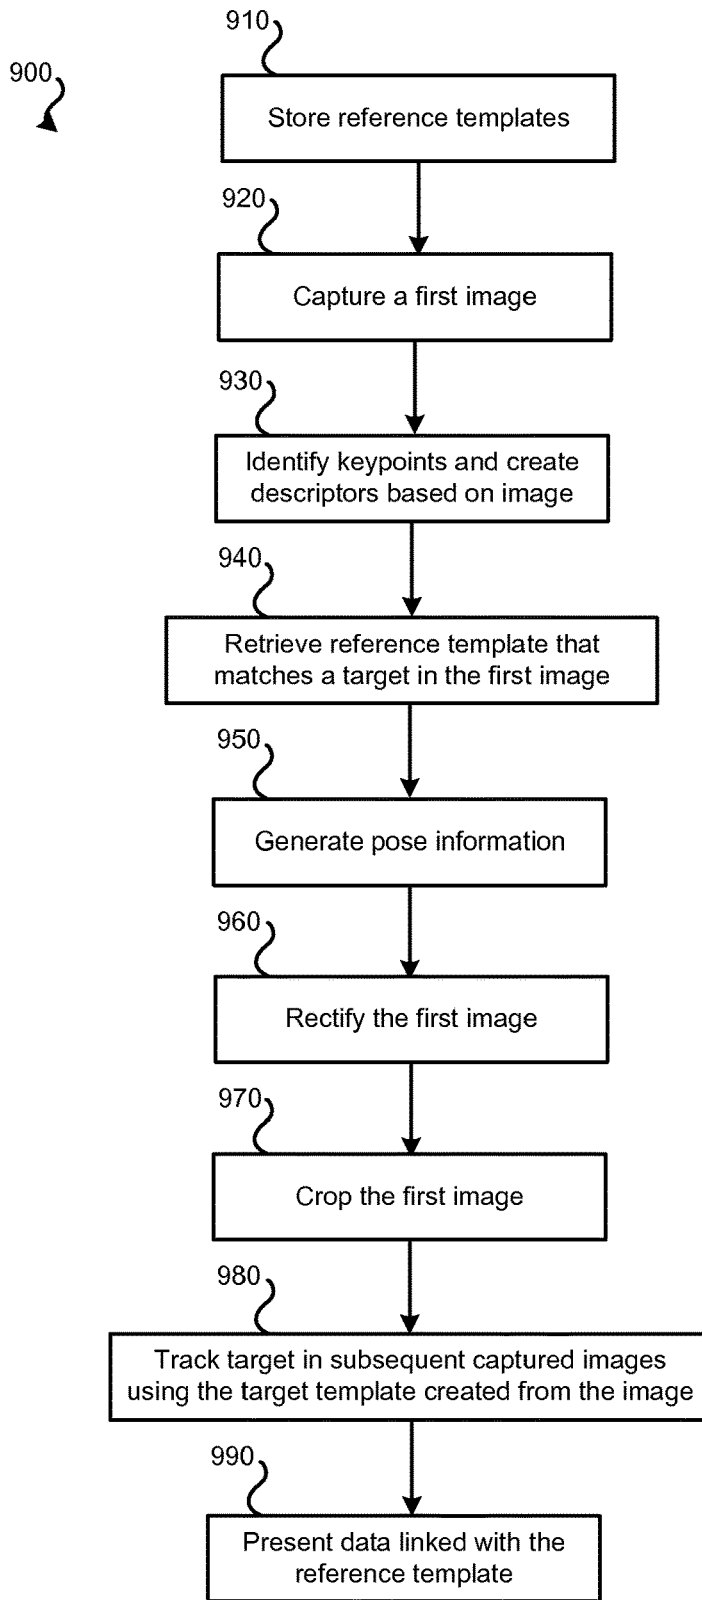 900
910
Store reference templates
920
Capture a first image
930
Identify keypoints and create
descriptors based on image
940
Retrieve reference template that
matches a target in the first image
950
Generate pose information
960
Rectify the first image
970
Crop the first image
980
Track target in subsequent captured images
using the target template created from the image
990
Present data linked with the
reference template